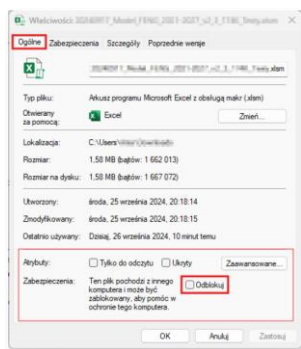 Właściwości:
Ogólne Zabezpieczenia Szczegóły Poprzednie wersje
.xlsm
Typ pliku: Arkusz programu Microsoft Excel z obsługą makr (.xlsm)
Otwierany za pomocą: Excel Zmień...
Lokalizacja: C:\Users\
Rozmiar: 1,58 MB (bajtów: 1 662 013)
Rozmiar na dysku: 1,58 MB (bajtów: 1 667 072)
Utworzony: środa, 25 września 2024, 20:18:14
Zmodyfikowany: środa, 25 września 2024, 20:18:15
Ostatnio używany: Dzisiaj, 26 września 2024, 10 minut temu
Atrybuty: Tylko do odczytu Ukryty Zaawansowane...
Zabezpieczenia: Ten plik pochodzi z innego
komputera i może być
zablokowany, aby pomóc w
ochronie tego komputera.
Odblokuj
OK Anuluj Zastosuj